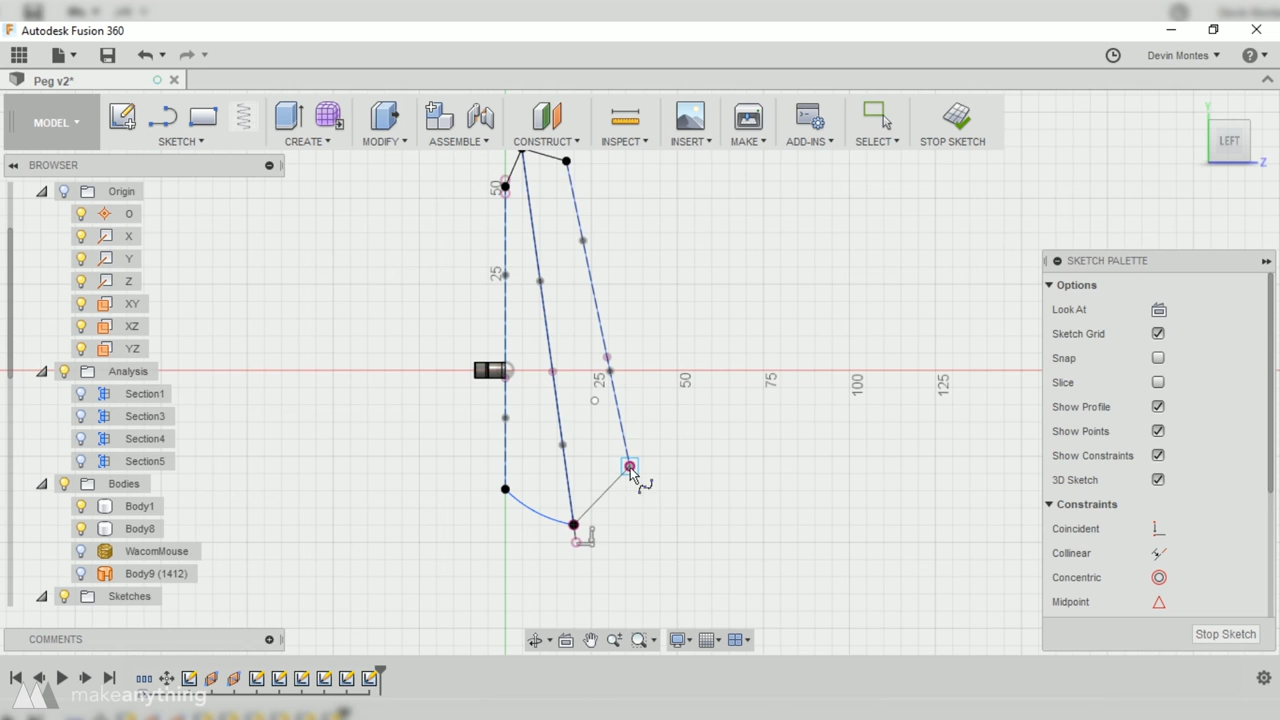 Autodesk Fusion 360
Devin Montes
Peg v2*
MODEL
SKETCH
CREATE
MODIFY
ASSEMBLE
CONSTRUCT
INSPECT
INSERT
MAKE
ADD-INS
SELECT
STOP SKETCH
BROWSER
Origin
O
X
Y
Z
XY
XZ
YZ
Analysis
Section1
Section3
Section4
Section5
Bodies
Body1
Body8
WacomMouse
Body9 (1412)
Sketches
COMMENTS
50
25
25
50
75
100
125
Y
LEFT
Z
SKETCH PALETTE
Options
Look At
Sketch Grid
Snap
Slice
Show Profile
Show Points
Show Constraints
3D Sketch
Constraints
Coincident
Collinear
Concentric
Midpoint
Stop Sketch
makeanything